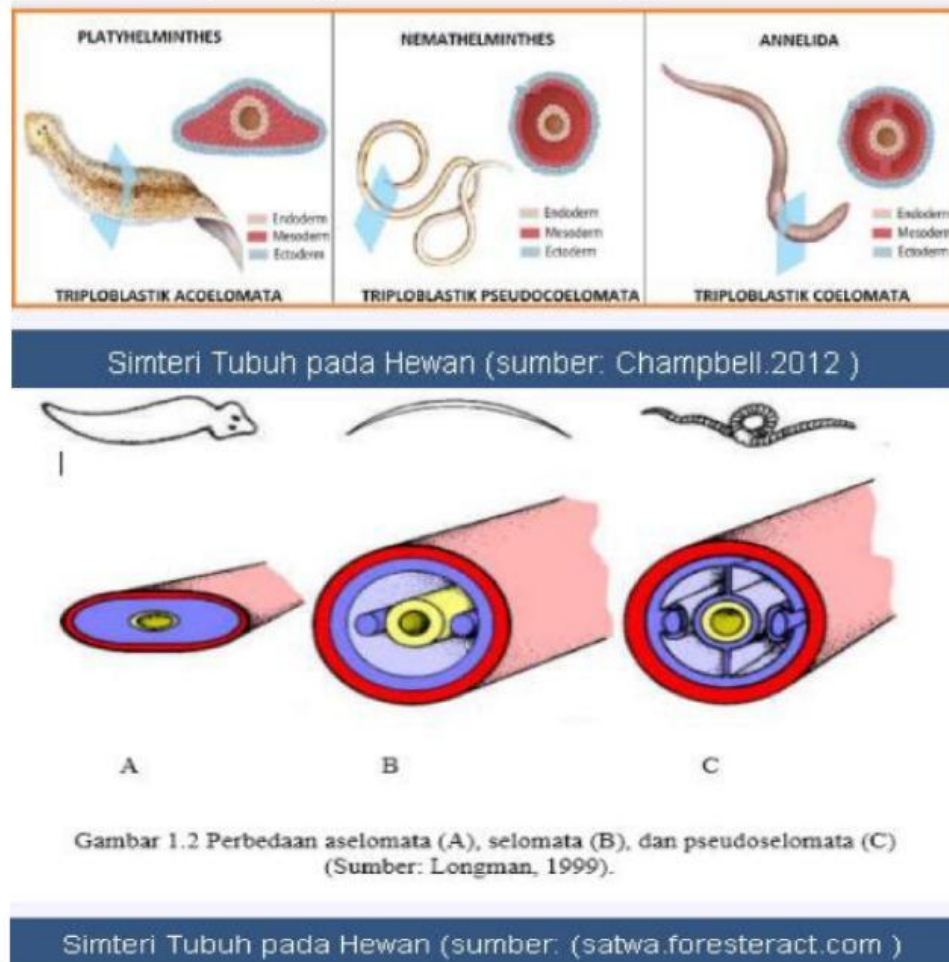 PLATYHELMINTHES
NEMATHELMINTHES
ANNELIDA
Endoderm
Mesoderm
Ectoderm
Endoderm
Mesoderm
Ectoderm
Endoderm
Mesoderm
Ectoderm
TRIPLOBLASTIK ACOELOMATA
TRIPLOBLASTIK PSEUDOCOELOMATA
TRIPLOBLASTIK COELOMATA
Simteri Tubuh pada Hewan (sumber: Champbell.2012 )
A
B
C
Gambar 1.2 Perbedaan aselomata (A), selomata (B), dan pseudoselomata (C)
(Sumber: Longman, 1999).
Simteri Tubuh pada Hewan (sumber: (satwa.foresteract.com )